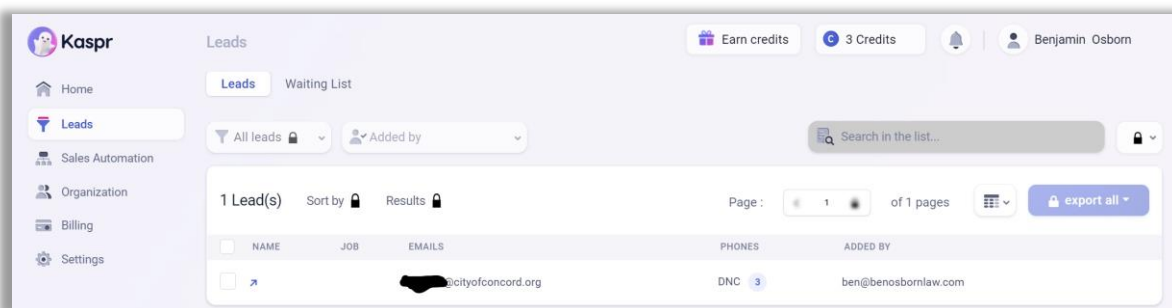 Kaspr
Leads
Earn credits
C 3 Credits
Benjamin Osborn
Home
Leads
Sales Automation
Organization
Billing
Settings
Leads Waiting List
All leads Added by Search in the list...
1 Lead(s) Sort by Results Page : 1 of 1 pages export all
NAME JOB EMAILS PHONES ADDED BY
@cityofconcord.org DNC 3 ben@benosbornlaw.com